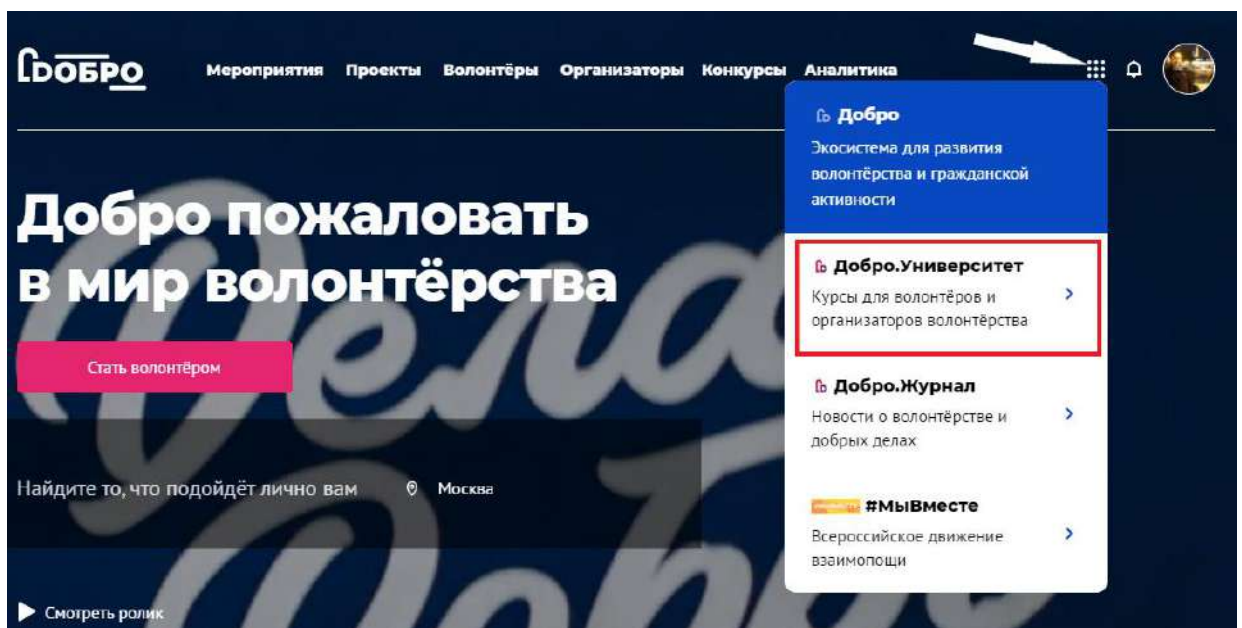 ДОБРО
Мероприятия Проекты Волонтёры Организаторы Конкурсы Аналитика
Добро
Экосистема для развития
волонтёрства и гражданской
активности
Добро пожаловать
в мир волонтёрства
Стать волонтёром
Добро.Университет
Курсы для волонтёров и
организаторов волонтёрства
Добро.Журнал
Новости о волонтёрстве и
добрых делах
Найдите то, что подойдёт лично вам Москва
#МыВместе
Всероссийское движение
взаимопощи
Смотреть ролик
Делай
Добро